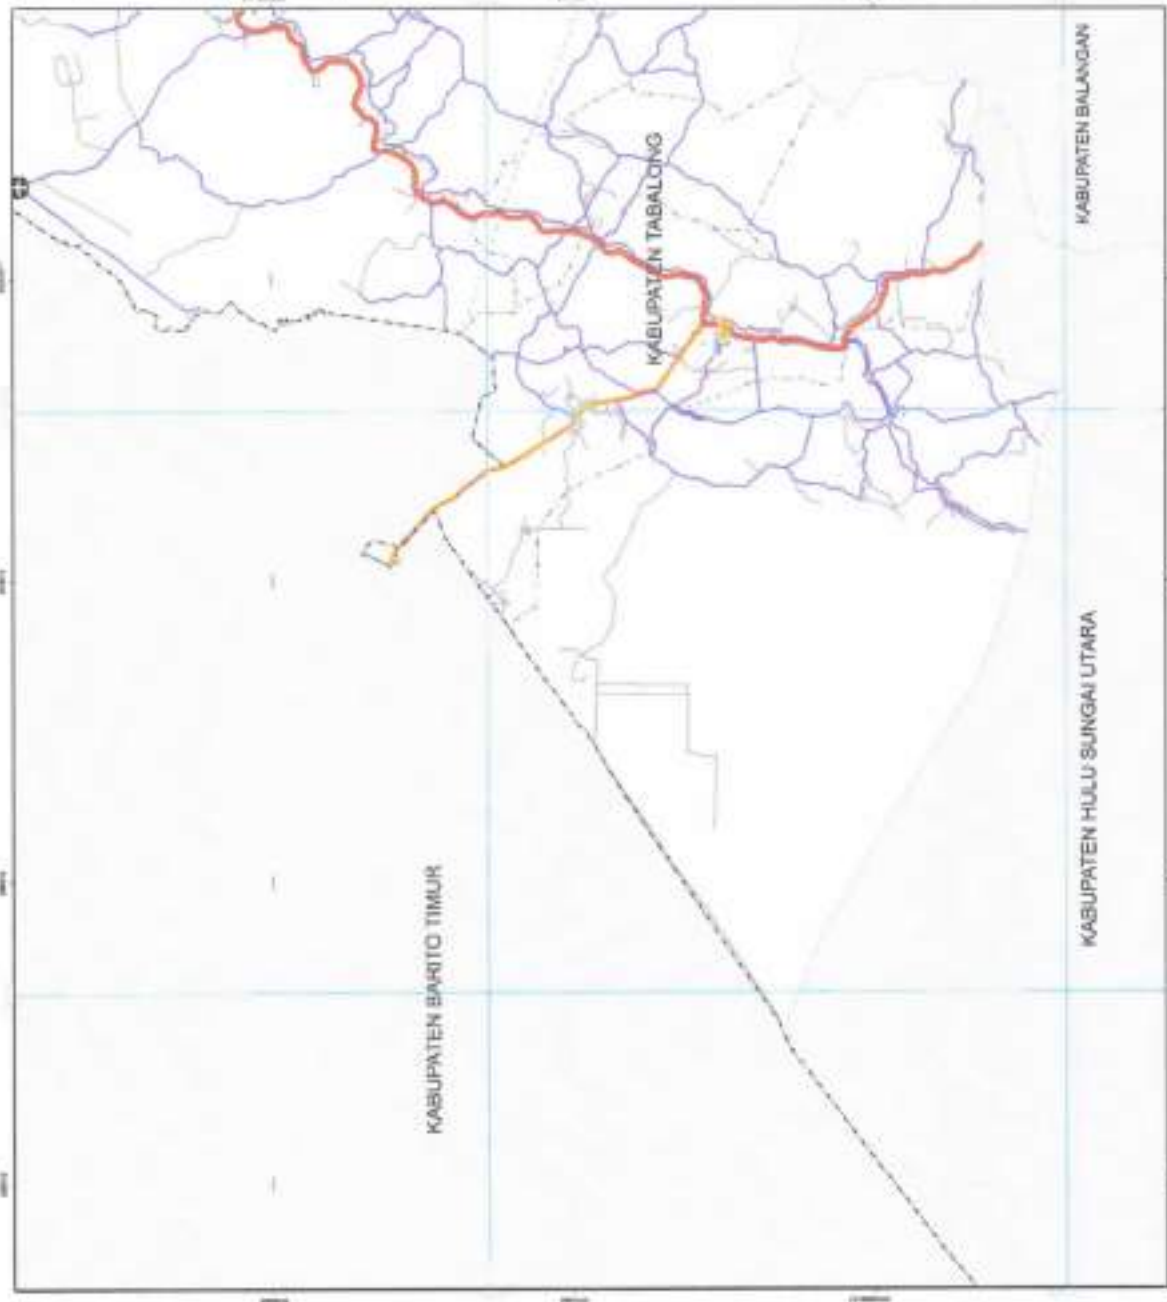 KABUPATEN BALANGAN
KABUPATEN TABALONG
KABUPATEN HULU SUNGAI UTARA
KABUPATEN BARITO TIMUR